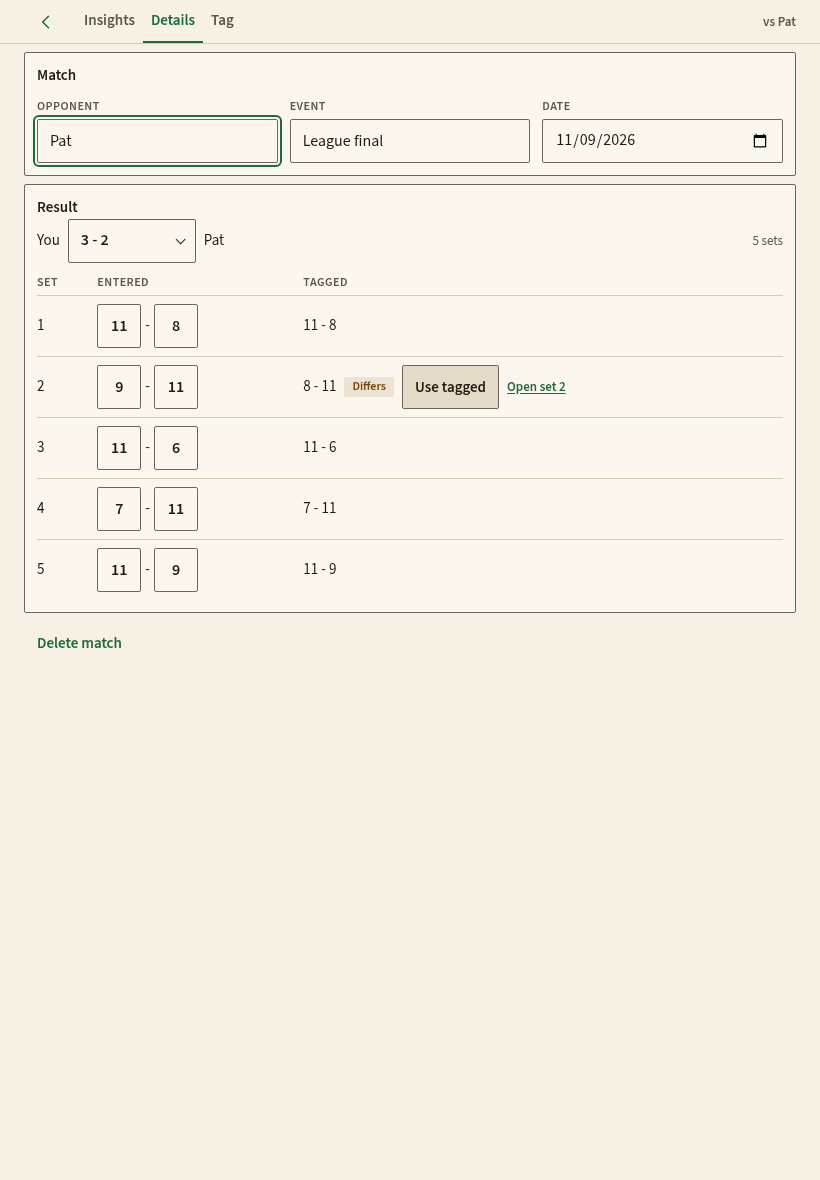 Insights Details Tag vs Pat
Match
OPPONENT EVENT DATE
Pat League final 11/09/2026
Result
You 3 - 2 Pat 5 sets
SET ENTERED TAGGED
1 11 - 8 11 - 8
2 9 - 11 8 - 11 Differs Use tagged Open set 2
3 11 - 6 11 - 6
4 7 - 11 7 - 11
5 11 - 9 11 - 9
Delete match